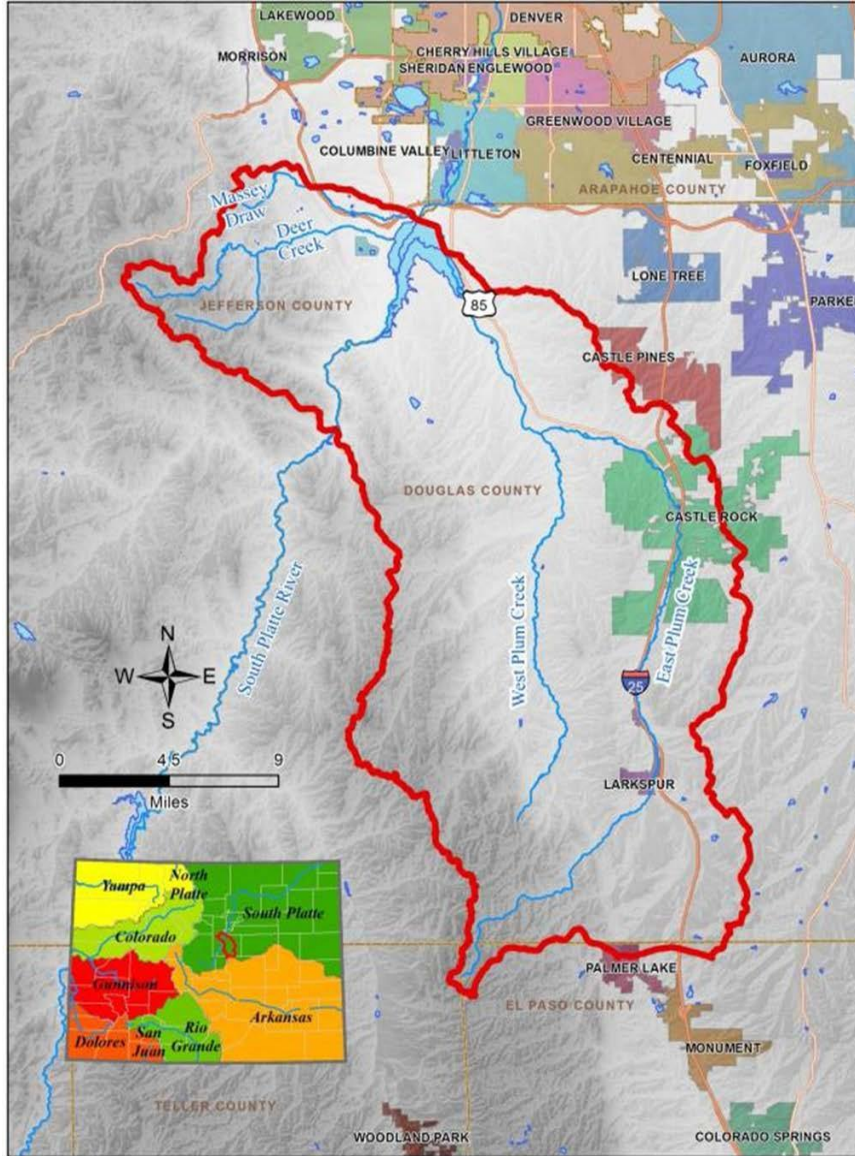 LAKEWOOD
DENVER
CHERRY HILLS VILLAGE
MORRISON
SHERIDAN
ENGLEWOOD
AURORA
GREENWOOD VILLAGE
COLUMBINE VALLEY
LITTLETON
CENTENNIAL
FOXFIELD
ARAPAHOE COUNTY
Massey
Draw
Deer
Creek
LONE TREE
JEFFERSON COUNTY
85
PARKE
CASTLE PINES
DOUGLAS COUNTY
CASTLE ROCK
South Platte River
West Plum Creek
East Plum Creek
N
W
E
S
25
0
4.5
9
Miles
LARKSPUR
Yampa
North
Platte
South Platte
Colorado
Gunnison
Arkansas
Dolores
San
Juan
Rio
Grande
PALMER LAKE
EL PASO COUNTY
MONUMENT
TELLER COUNTY
WOODLAND PARK
COLORADO SPRINGS